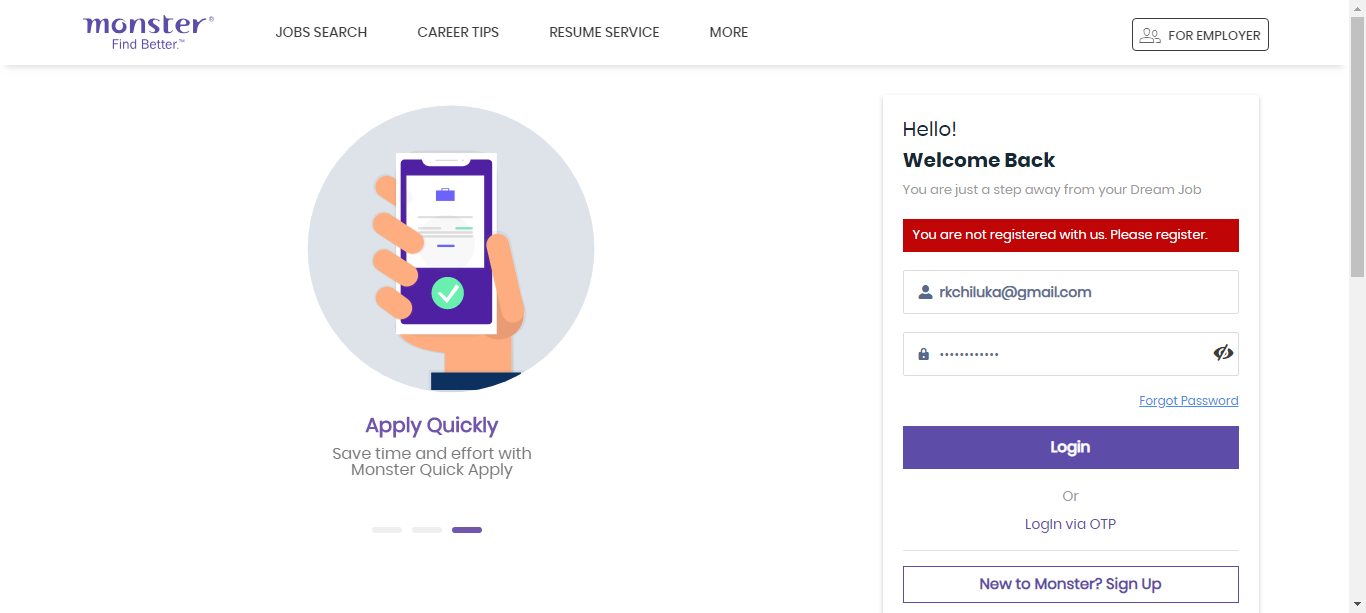 monster®
Find Better.™
JOBS SEARCH
CAREER TIPS
RESUME SERVICE
MORE
FOR EMPLOYER
Apply Quickly
Save time and effort with
Monster Quick Apply
Hello!
Welcome Back
You are just a step away from your Dream Job
You are not registered with us. Please register.
rkchiluka@gmail.com
••••••••••••
Forgot Password
Login
Or
LogIn via OTP
New to Monster? Sign Up